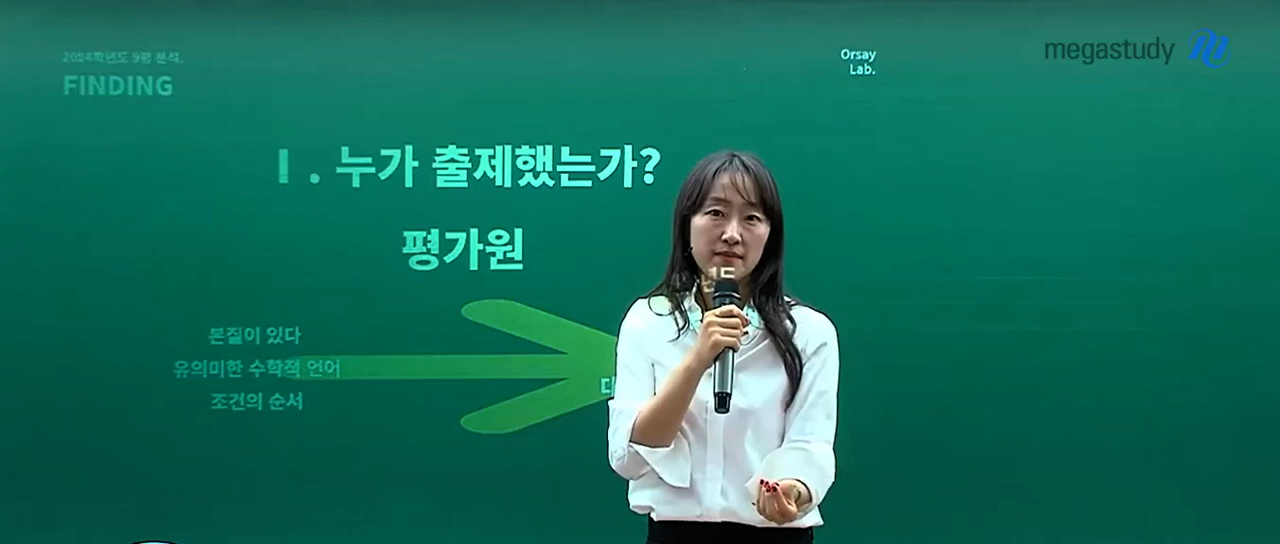 2024학년도 9평 분석.
FINDING
Orsay
Lab.
megastudy
Ⅰ. 누가 출제했는가?
평가원
본질이 있다
유의미한 수학적 언어
조건의 순서